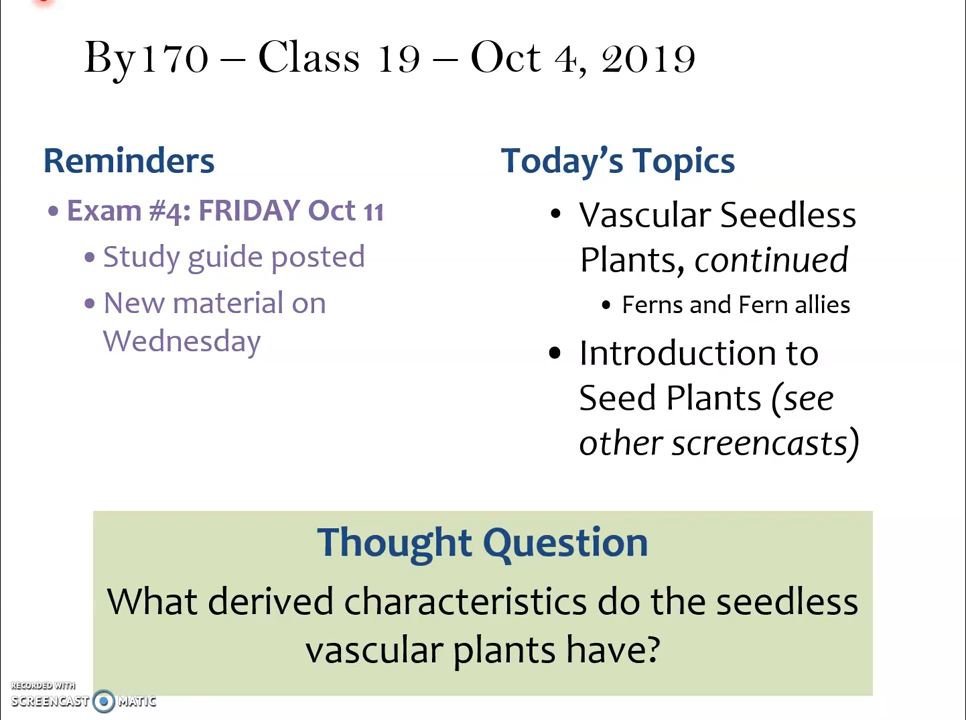 By170 – Class 19 – Oct 4, 2019
Reminders
• Exam #4: FRIDAY Oct 11
• Study guide posted
• New material on
Wednesday
Today’s Topics
• Vascular Seedless
Plants, continued
• Ferns and Fern allies
• Introduction to
Seed Plants (see
other screencasts)
Thought Question
What derived characteristics do the seedless
vascular plants have?
RECORDED WITH
SCREENCAST MATIC